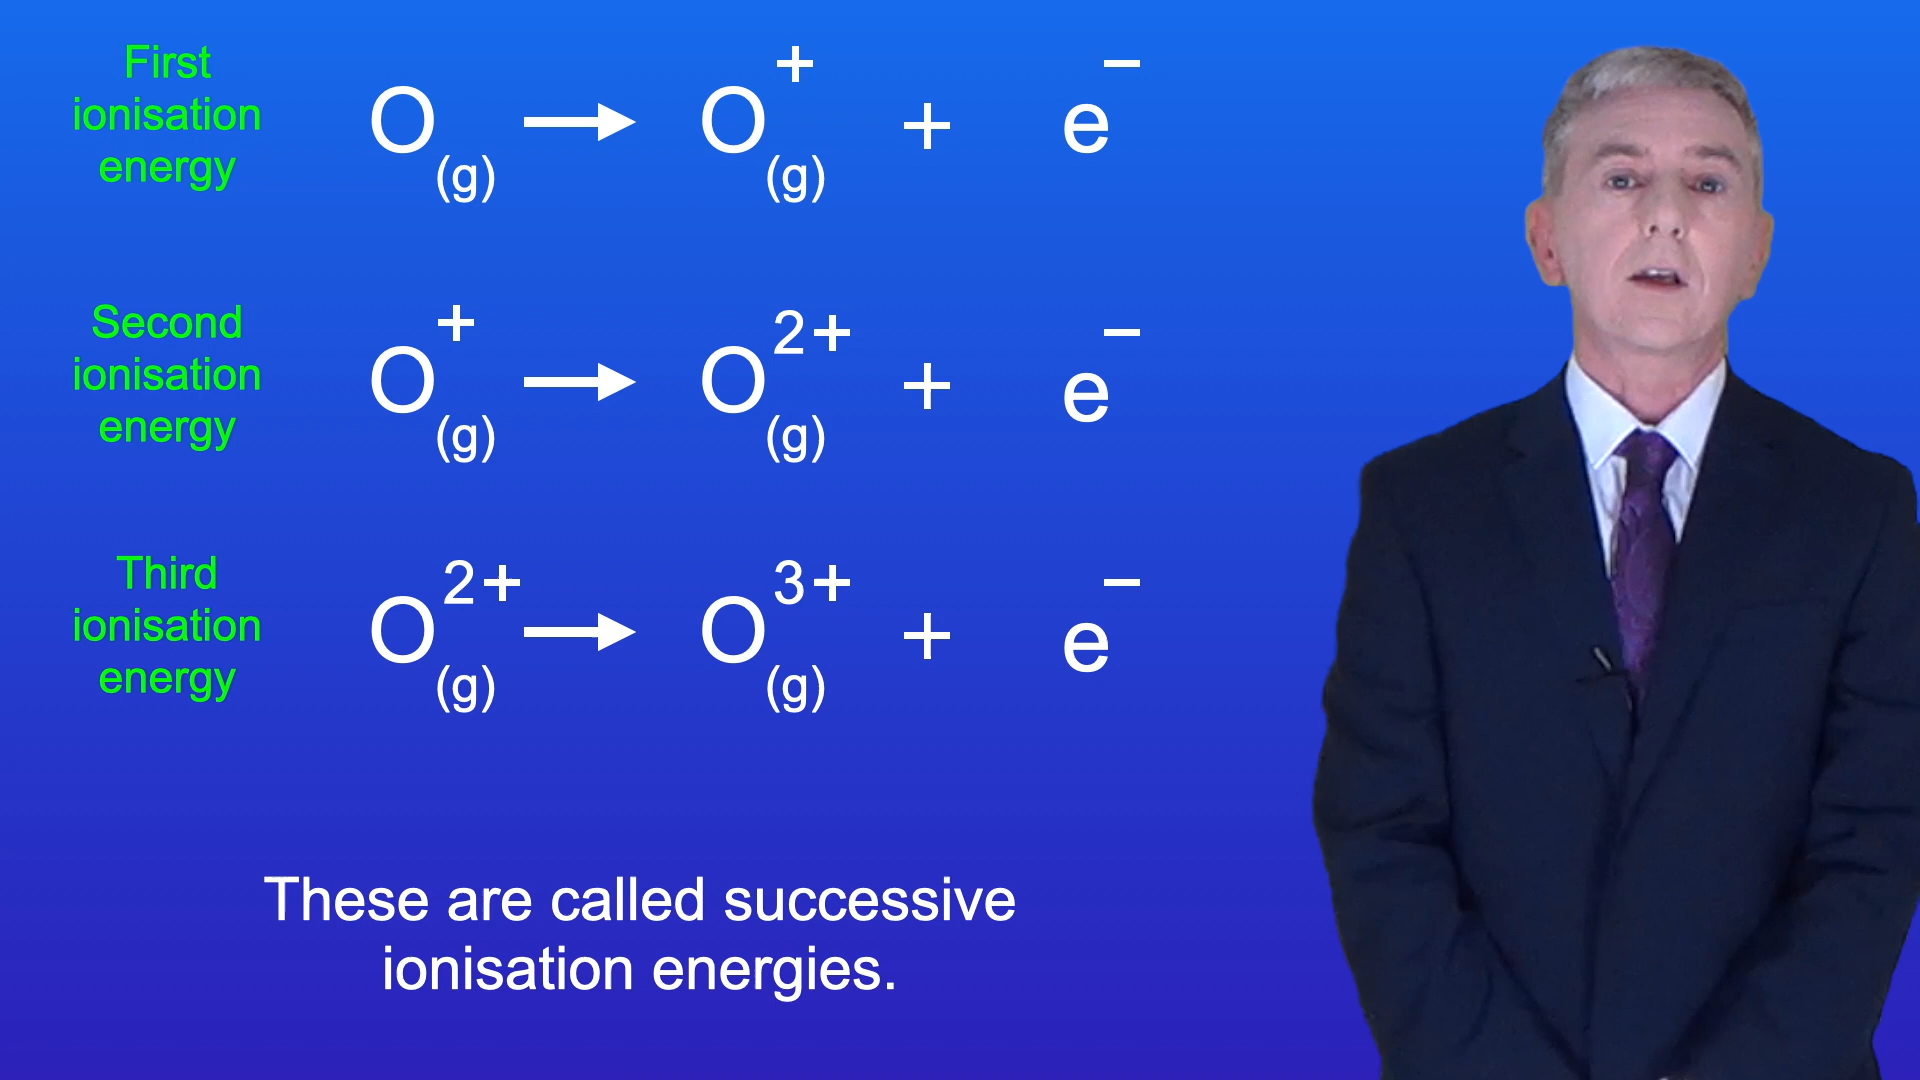 First
ionisation
energy
O(g) → O⁺(g) + e⁻
Second
ionisation
energy
O⁺(g) → O²⁺(g) + e⁻
Third
ionisation
energy
O²⁺(g) → O³⁺(g) + e⁻
These are called successive
ionisation energies.